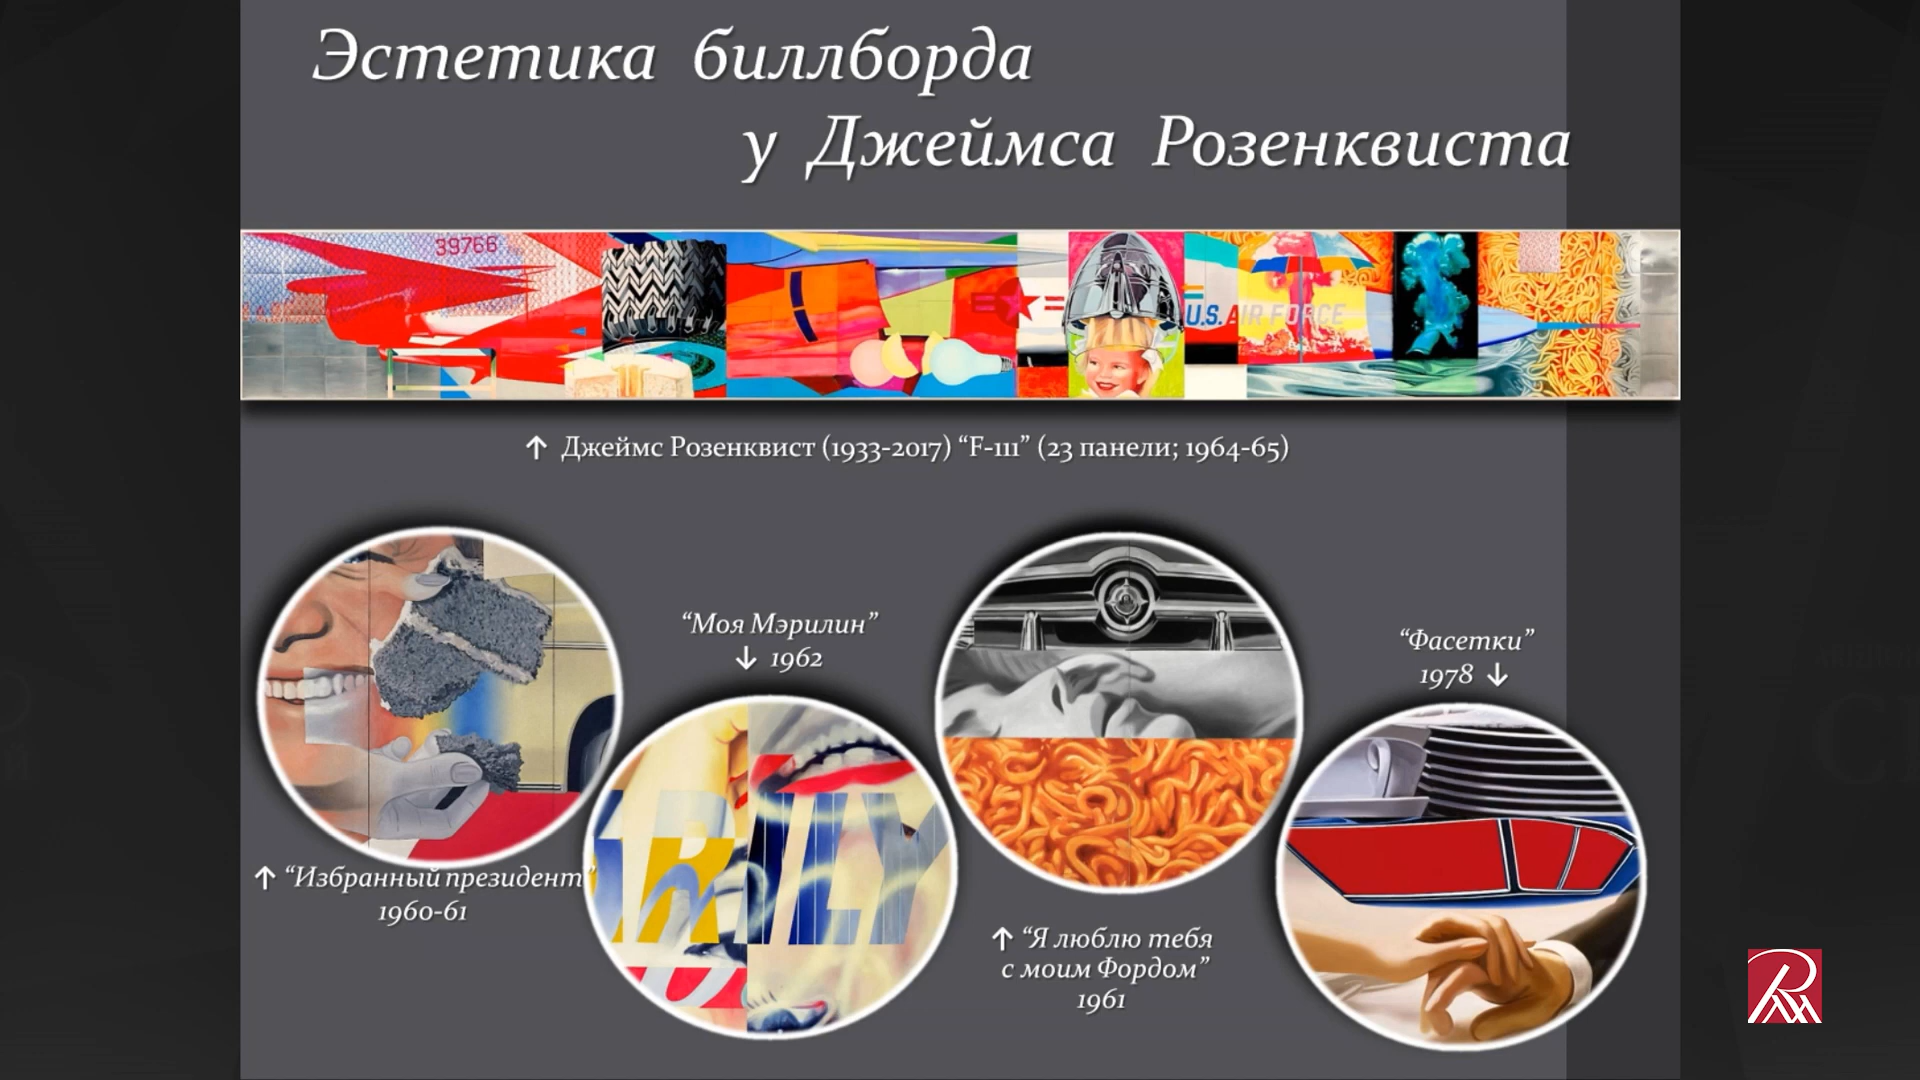 Эстетика биллборда
у Джеймса Розенквиста
39766
U.S. AIR FORCE
↑ Джеймс Розенквист (1933-2017) “F-111” (23 панели; 1964-65)
“Моя Мэрилин”
↓ 1962
“Фасетки”
1978 ↓
↑ “Избранный президент”
1960-61
↑ “Я люблю тебя
с моим Фордом”
1961